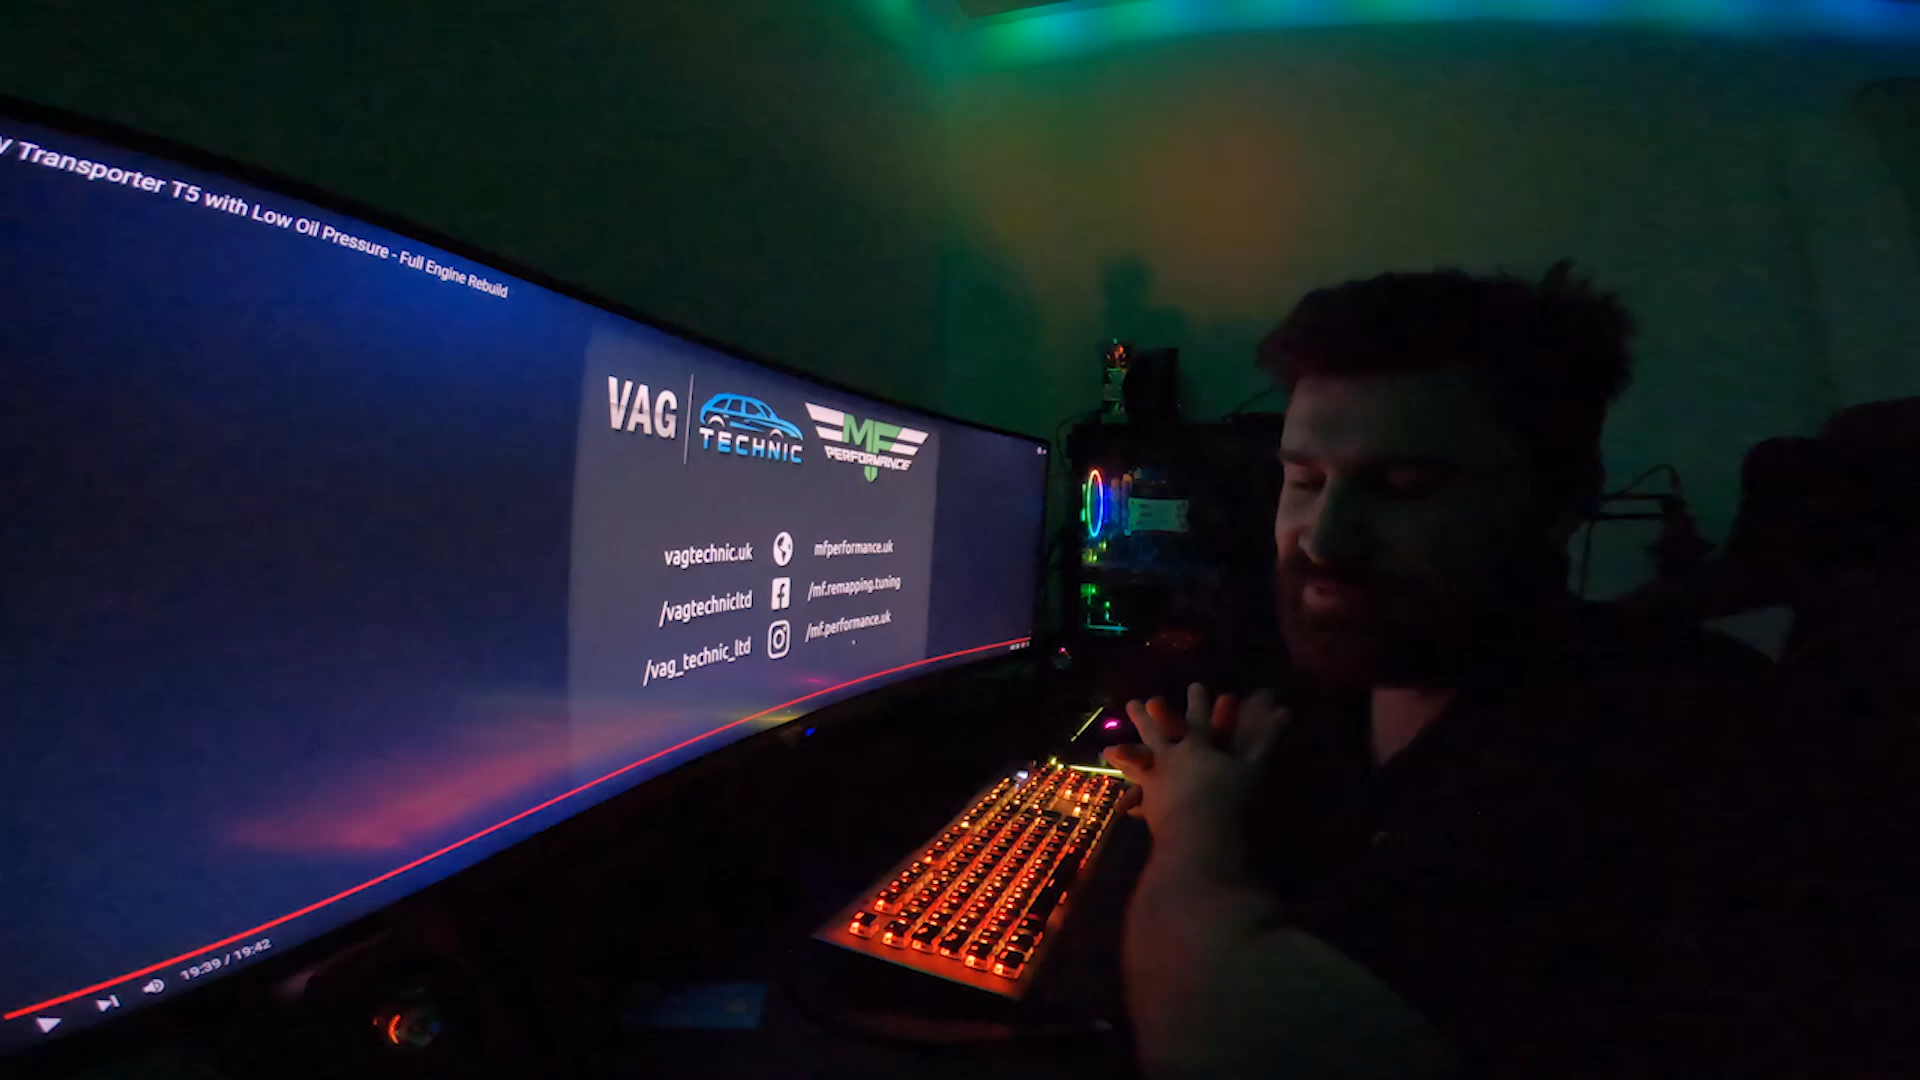 Transporter T5 with Low Oil Pressure - Full Engine Rebuild
VAG
TECHNIC
MF
PERFORMANCE
vagtechnic.uk
mfperformance.uk
/vagtechnicltd
/mf.remapping.tuning
/vag_technic_ltd
/mf.performance.uk
19:39 / 19:42